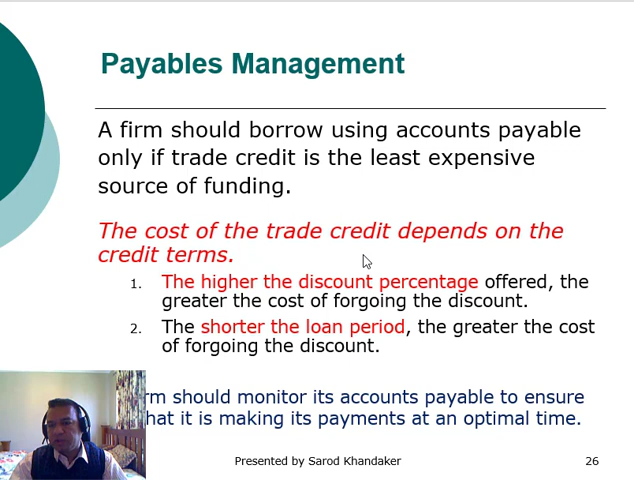 Payables Management
A firm should borrow using accounts payable
only if trade credit is the least expensive
source of funding.
The cost of the trade credit depends on the
credit terms.
1. The higher the discount percentage offered, the
greater the cost of forgoing the discount.
2. The shorter the loan period, the greater the cost
of forgoing the discount.
should monitor its accounts payable to ensure
it is making its payments at an optimal time.
Presented by Sarod Khandaker 26